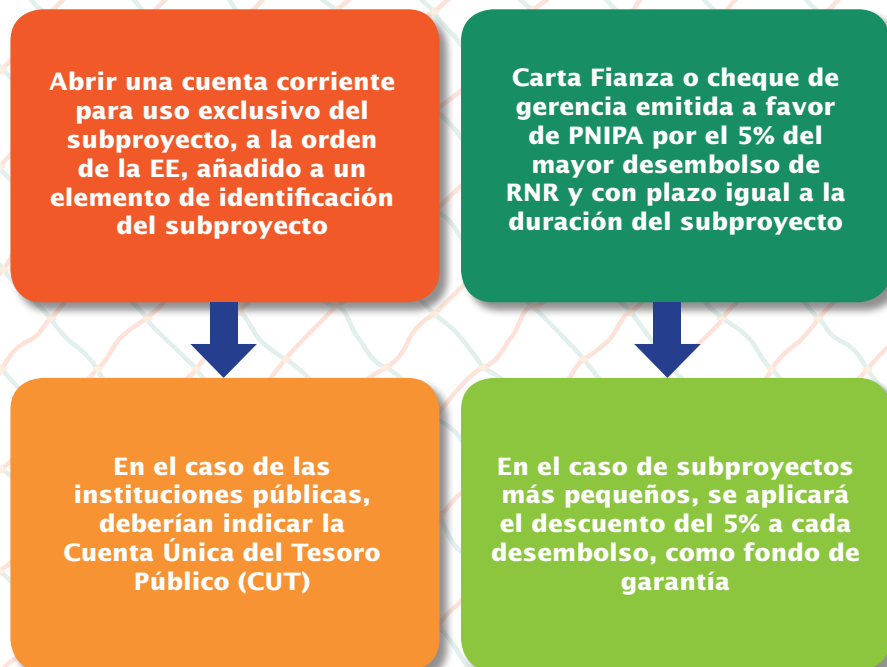 Abrir una cuenta corriente
para uso exclusivo del
subproyecto, a la orden
de la EE, añadido a un
elemento de identificación
del subproyecto
Carta Fianza o cheque de
gerencia emitida a favor
de PNIPA por el 5% del
mayor desembolso de
RNR y con plazo igual a la
duración del subproyecto
En el caso de las
instituciones públicas,
deberían indicar la
Cuenta Única del Tesoro
Público (CUT)
En el caso de subproyectos
más pequeños, se aplicará
el descuento del 5% a cada
desembolso, como fondo de
garantía